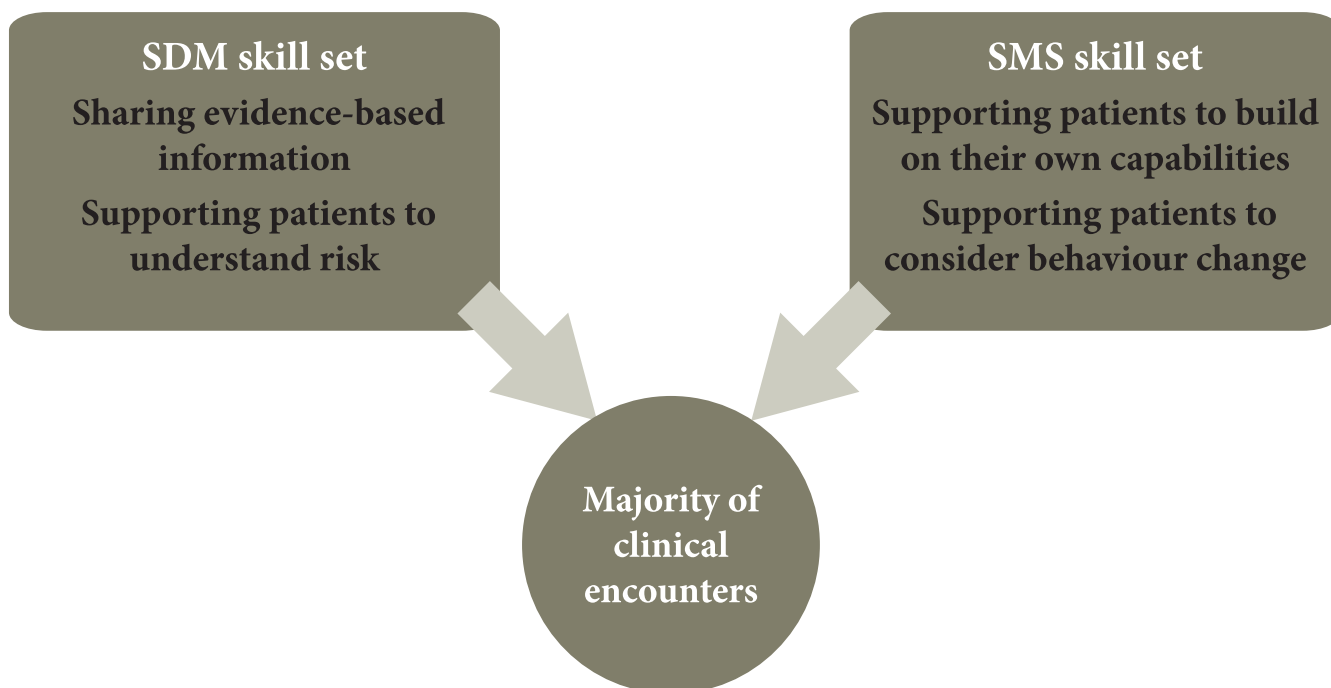 SDM skill set
Sharing evidence-based
information
Supporting patients to
understand risk
SMS skill set
Supporting patients to build
on their own capabilities
Supporting patients to
consider behaviour change
Majority of
clinical
encounters